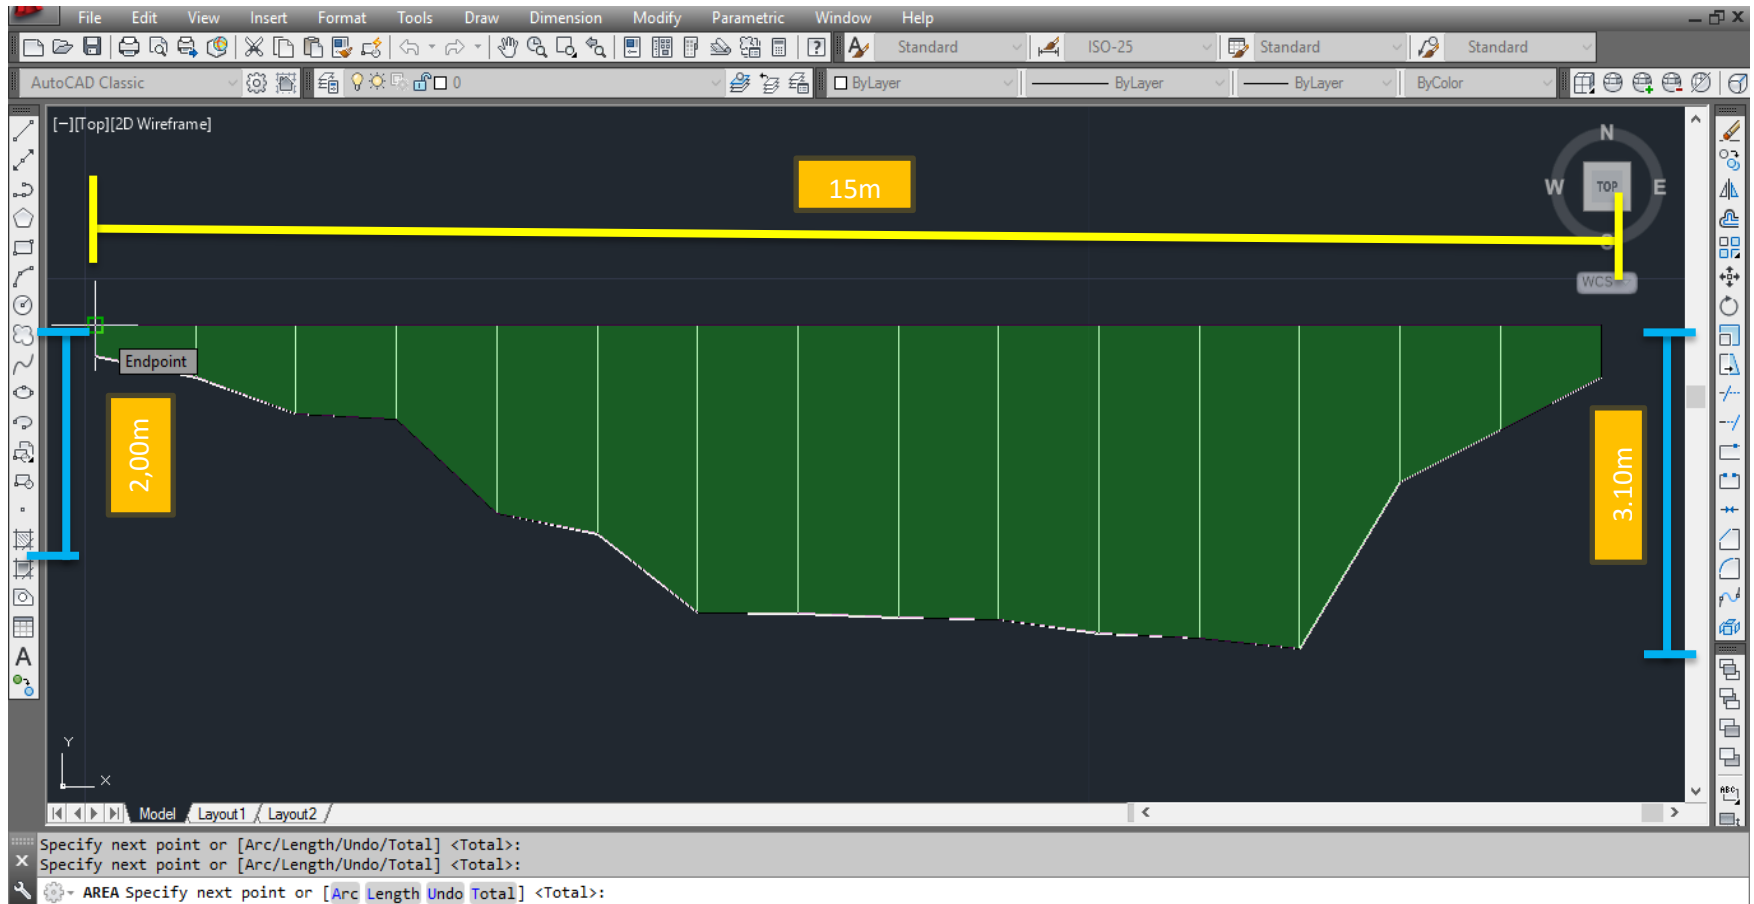 File Edit View Insert Format Tools Draw Dimension Modify Parametric Window Help
Standard ISO-25 Standard Standard
AutoCAD Classic 0 ByLayer ByLayer ByLayer ByColor
[−][Top][2D Wireframe]
N
15m
W TOP E
S
WCS
Endpoint
2,00m
3.10m
Y
X
A
ABC
Model Layout1 Layout2
Specify next point or [Arc/Length/Undo/Total] <Total>:
Specify next point or [Arc/Length/Undo/Total] <Total>:
AREA Specify next point or [Arc Length Undo Total] <Total>: